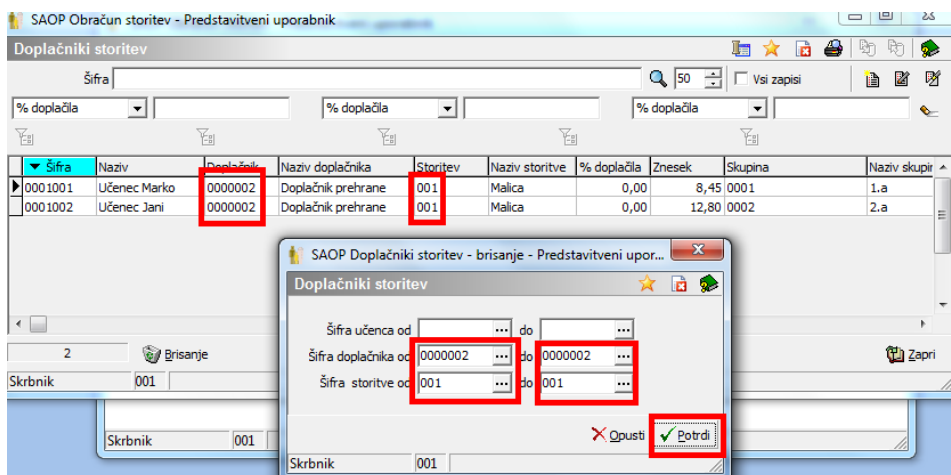 SAOP Obračun storitev - Predstavitveni uporabnik
Doplačniki storitev
Šifra 50 Vsi zapisi
% doplačila % doplačila % doplačila
Šifra Naziv Doplačnik Naziv doplačnika Storitev Naziv storitve % doplačila Znesek Skupina Naziv skupin
0001001 Učenec Marko 0000002 Doplačnik prehrane 001 Malica 0,00 8,45 0001 1.a
0001002 Učenec Jani 0000002 Doplačnik prehrane 001 Malica 0,00 12,80 0002 2.a
SAOP Doplačniki storitev - brisanje - Predstavitveni upor...
Doplačniki storitev
Šifra učenca od ... do ...
Šifra doplačnika od 0000002 ... do 0000002 ...
Šifra storitve od 001 ... do 001 ...
Opusti Potrdi
Skrbnik 001
2 Brisanje Zapri
Skrbnik 001
Skrbnik 001